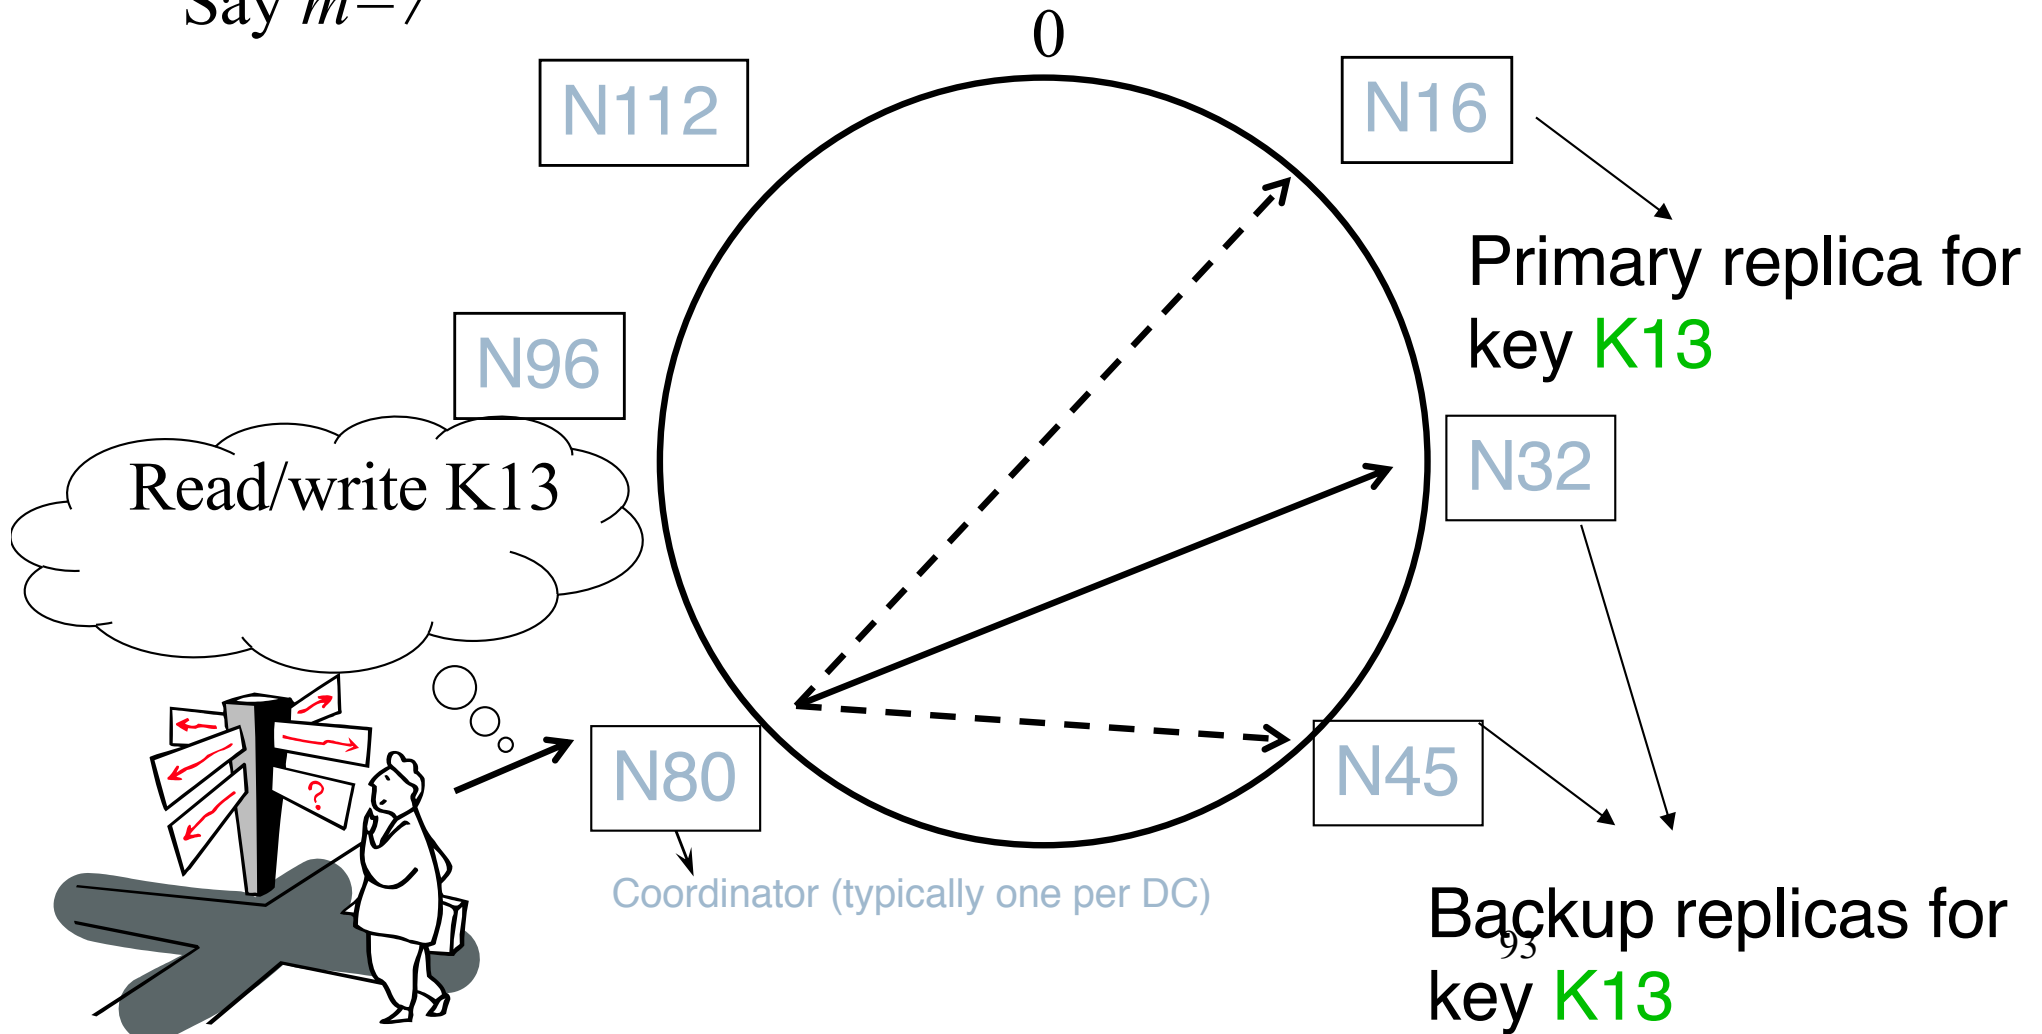 Say m=7
0
N112
N16
Primary replica for
key K13
N96
N32
Read/write K13
N80
N45
?
Coordinator (typically one per DC)
Backup replicas for
93
key K13